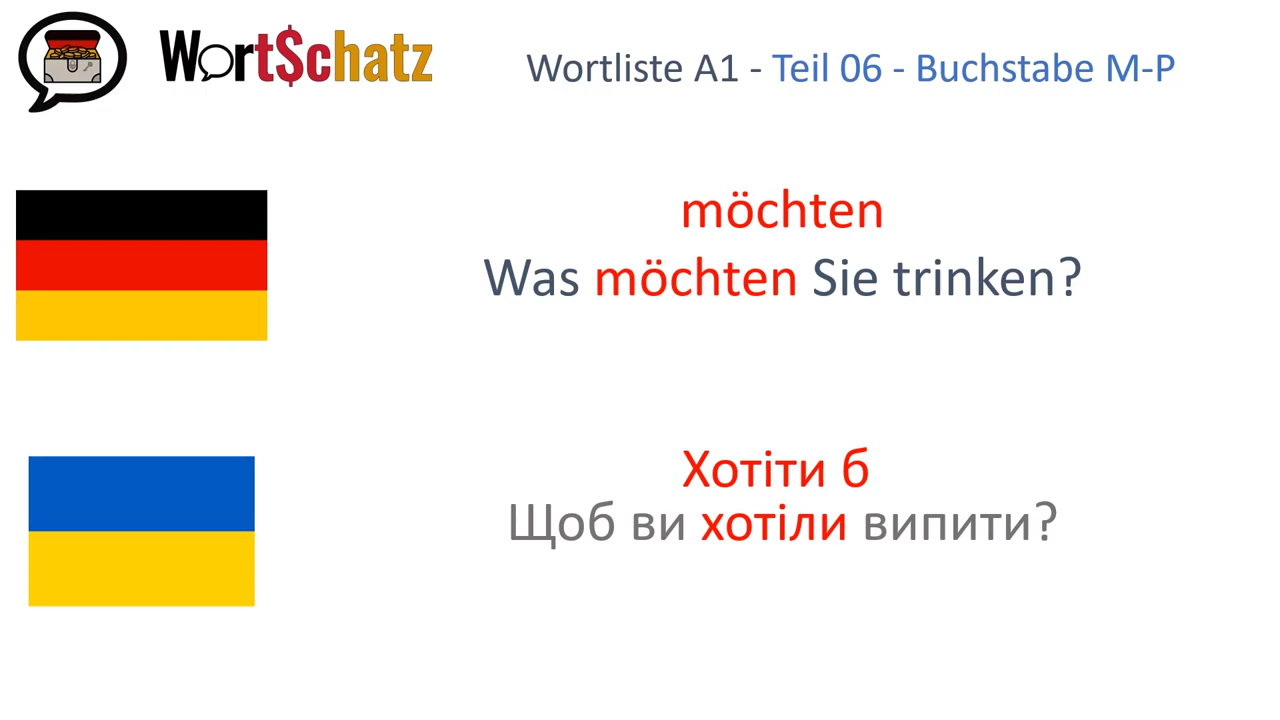 Wort$chatz
Wortliste A1 - Teil 06 - Buchstabe M-P
möchten
Was möchten Sie trinken?
Хотіти б
Щоб ви хотіли випити?